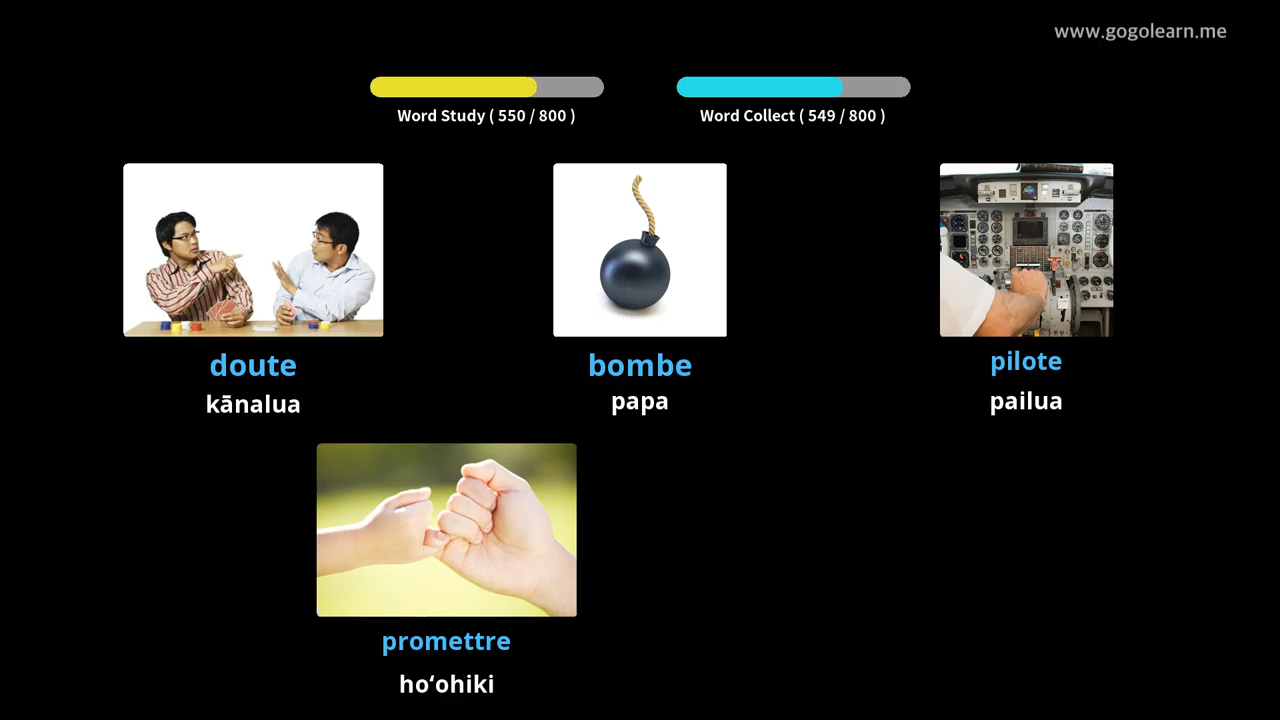 www.gogolearn.me
Word Study ( 550 / 800 )
Word Collect ( 549 / 800 )
doute
kānalua
bombe
papa
pilote
pailua
promettre
hoʻohiki